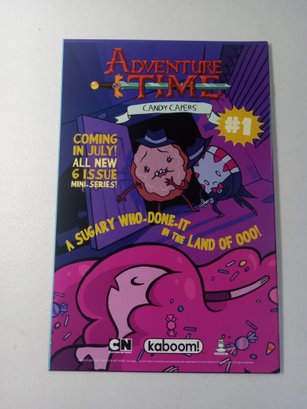 ADVENTURE
TIME
CANDY CAPERS
#1
COMING
IN JULY!
ALL NEW
6 ISSUE
MINI-SERIES!
A SUGARY WHO-DONE-IT
IN THE LAND OF OOO!
CN
kaboom!